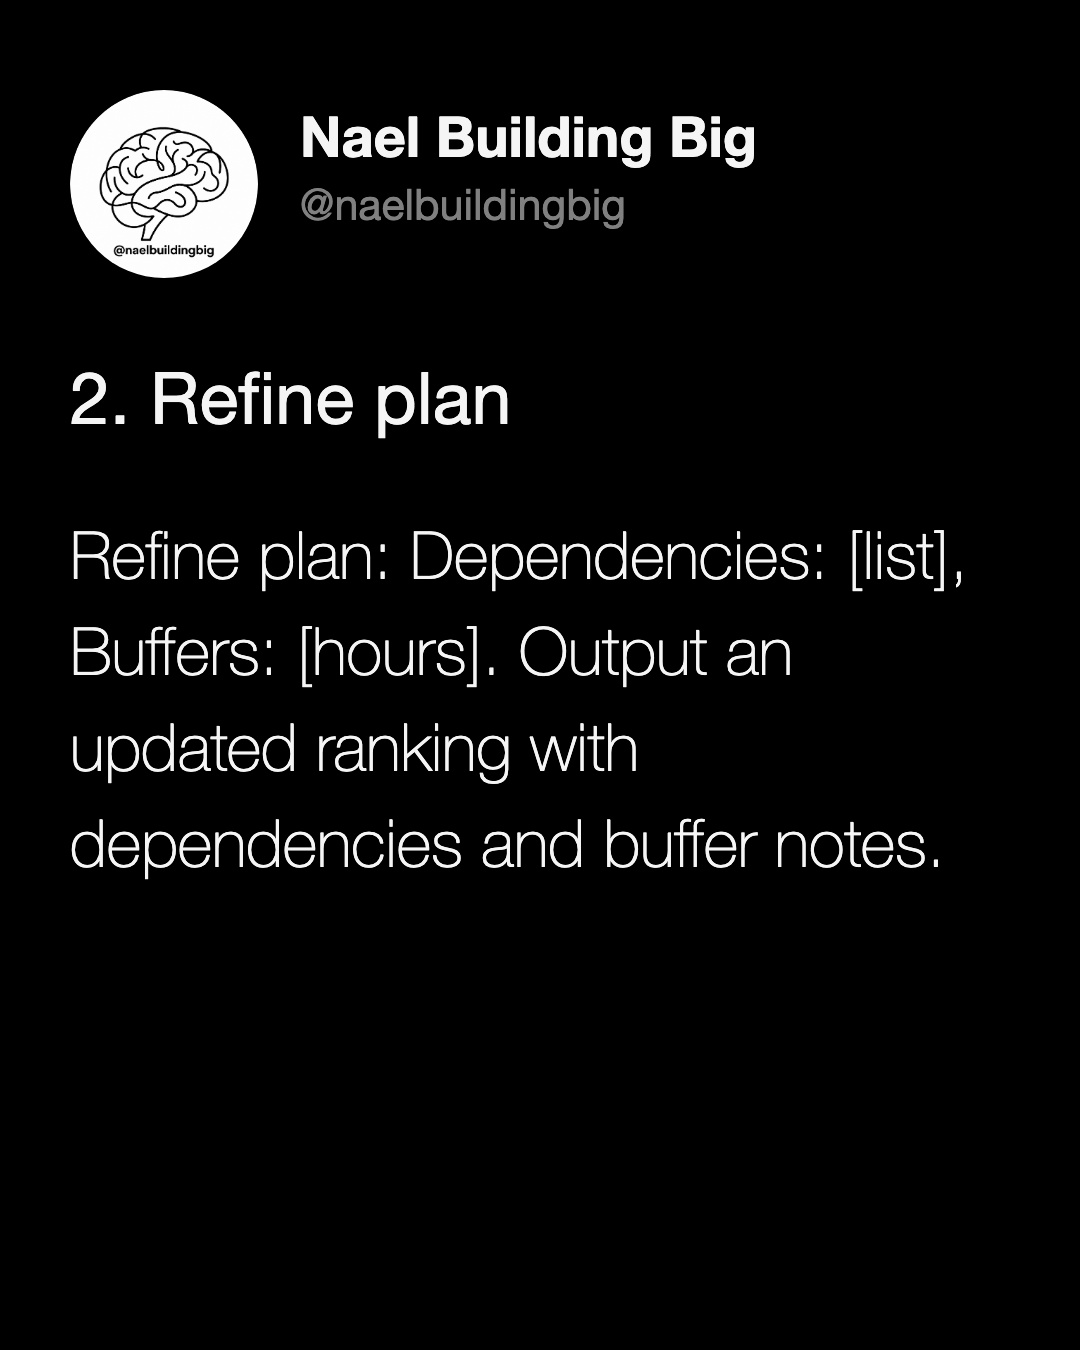 Nael Building Big
@naelbuildingbig
@naelbuildingbig
2. Refine plan
Refine plan: Dependencies: [list],
Buffers: [hours]. Output an
updated ranking with
dependencies and buffer notes.